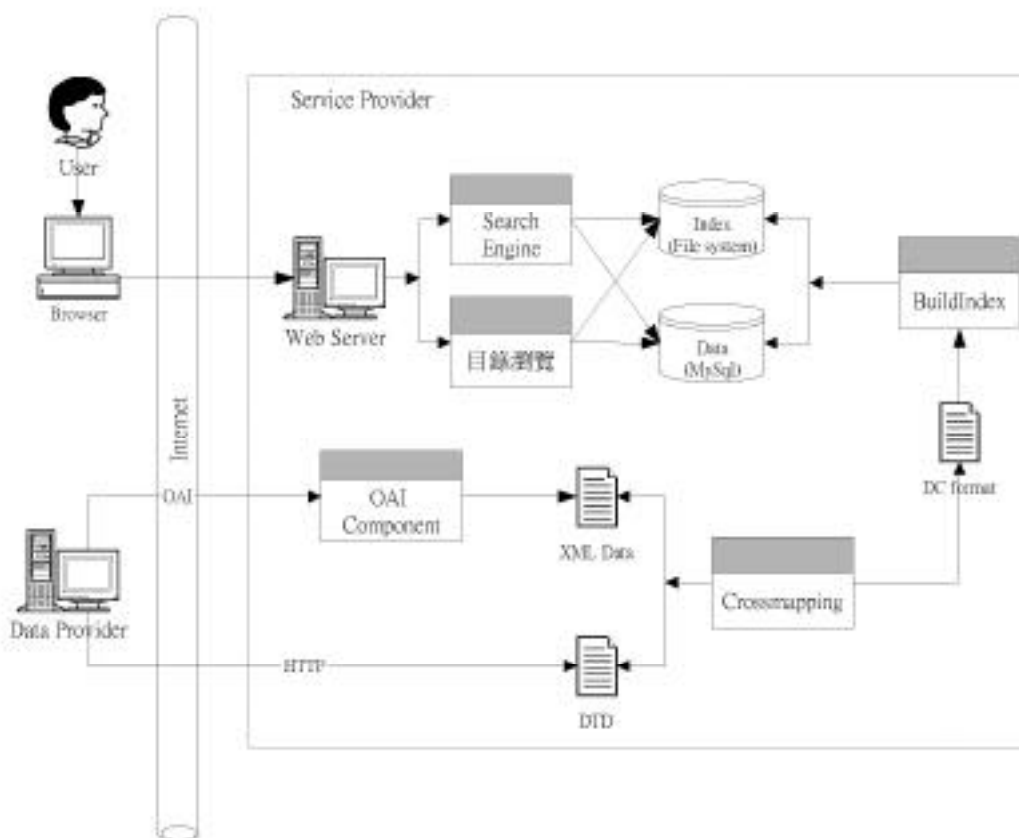 Service Provider
User
Browser
Web Server
Search
Engine
目錄瀏覽
Index
(File system)
Data
(MySql)
BuildIndex
DC format
Internet
OAI
OAI
Component
XML Data
Crossmapping
Data Provider
HTTP
DTD